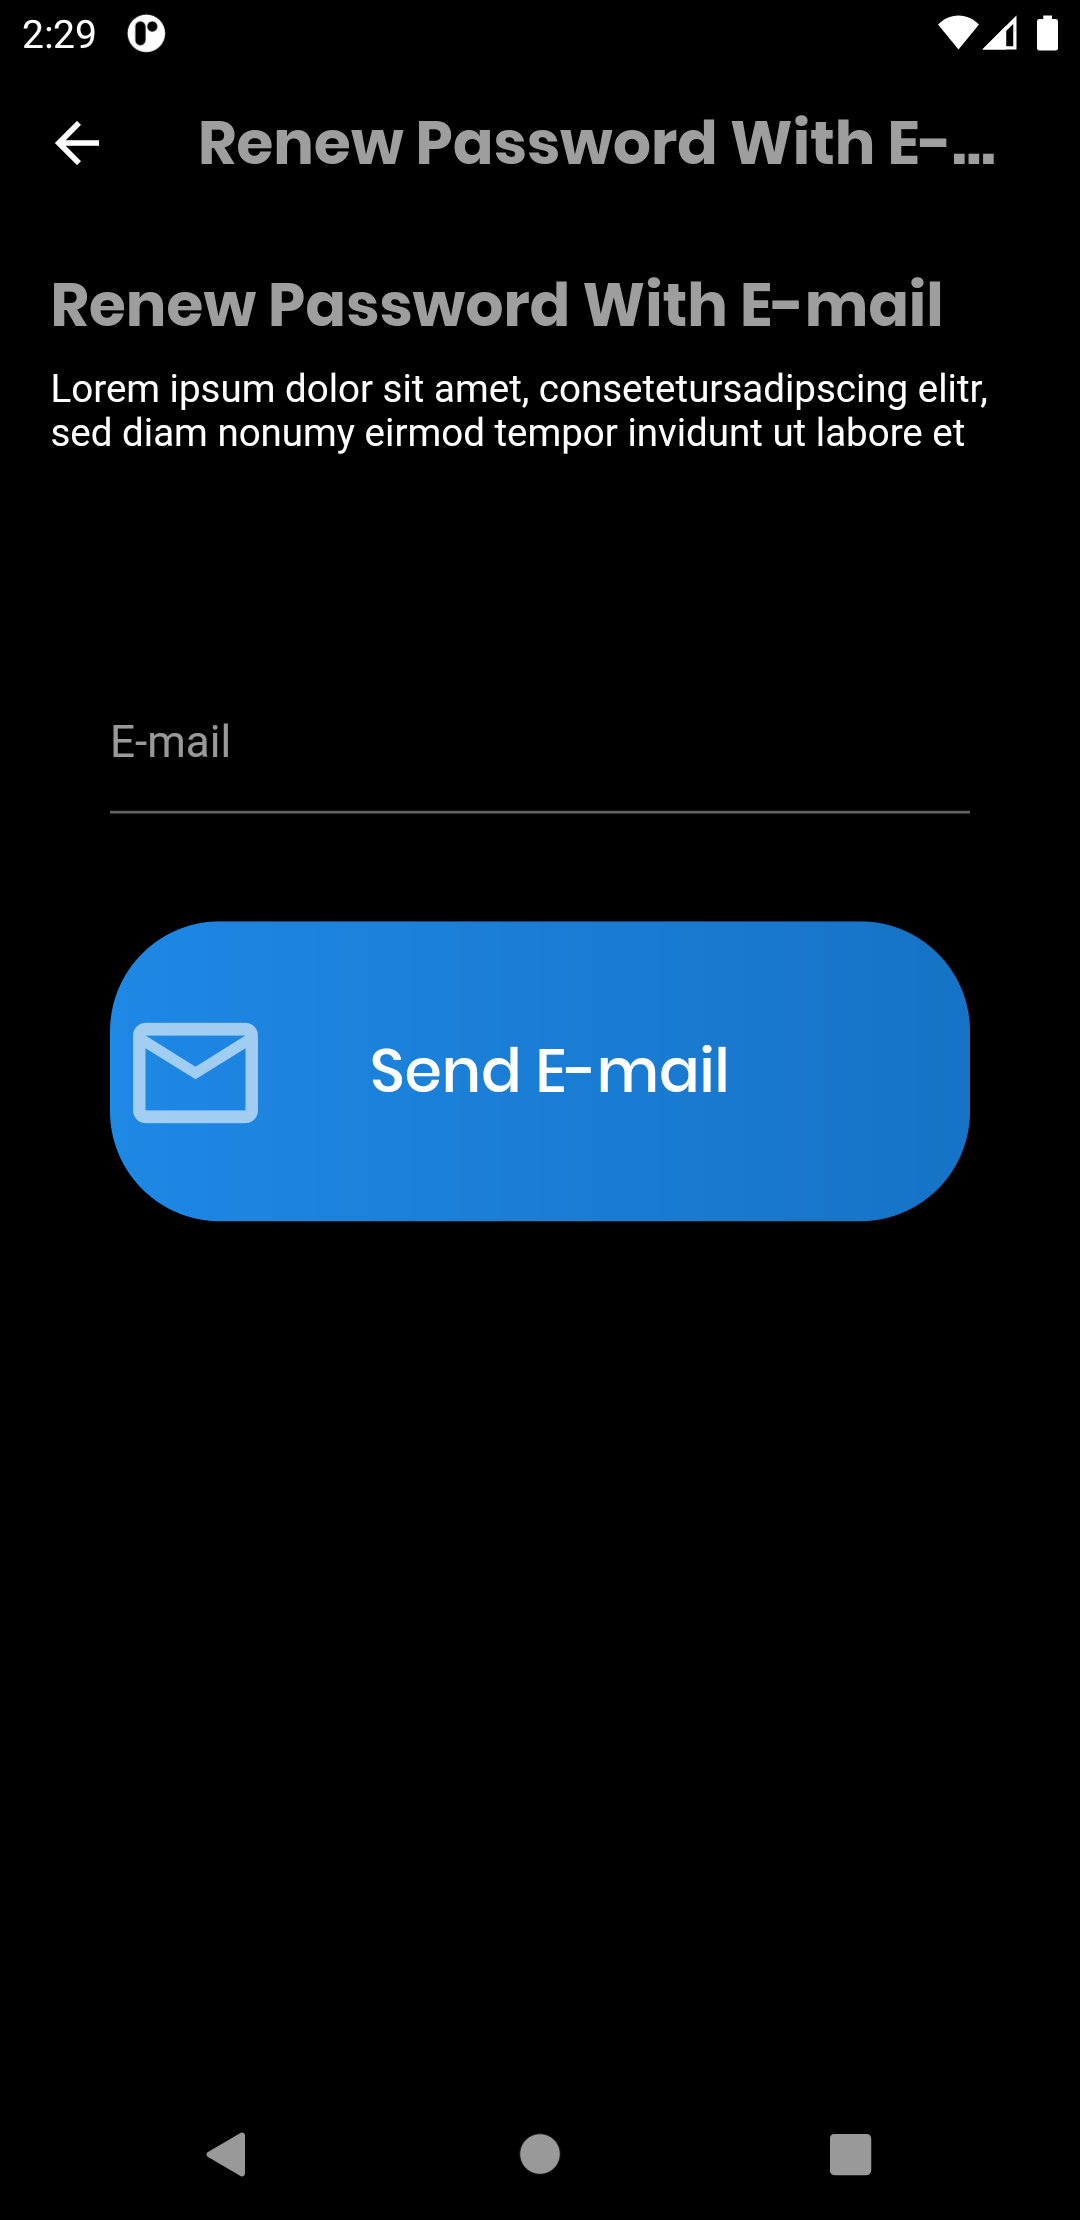 2:29
Renew Password With E-...
Renew Password With E-mail
Lorem ipsum dolor sit amet, consetetursadipscing elitr,
sed diam nonumy eirmod tempor invidunt ut labore et
E-mail
Send E-mail